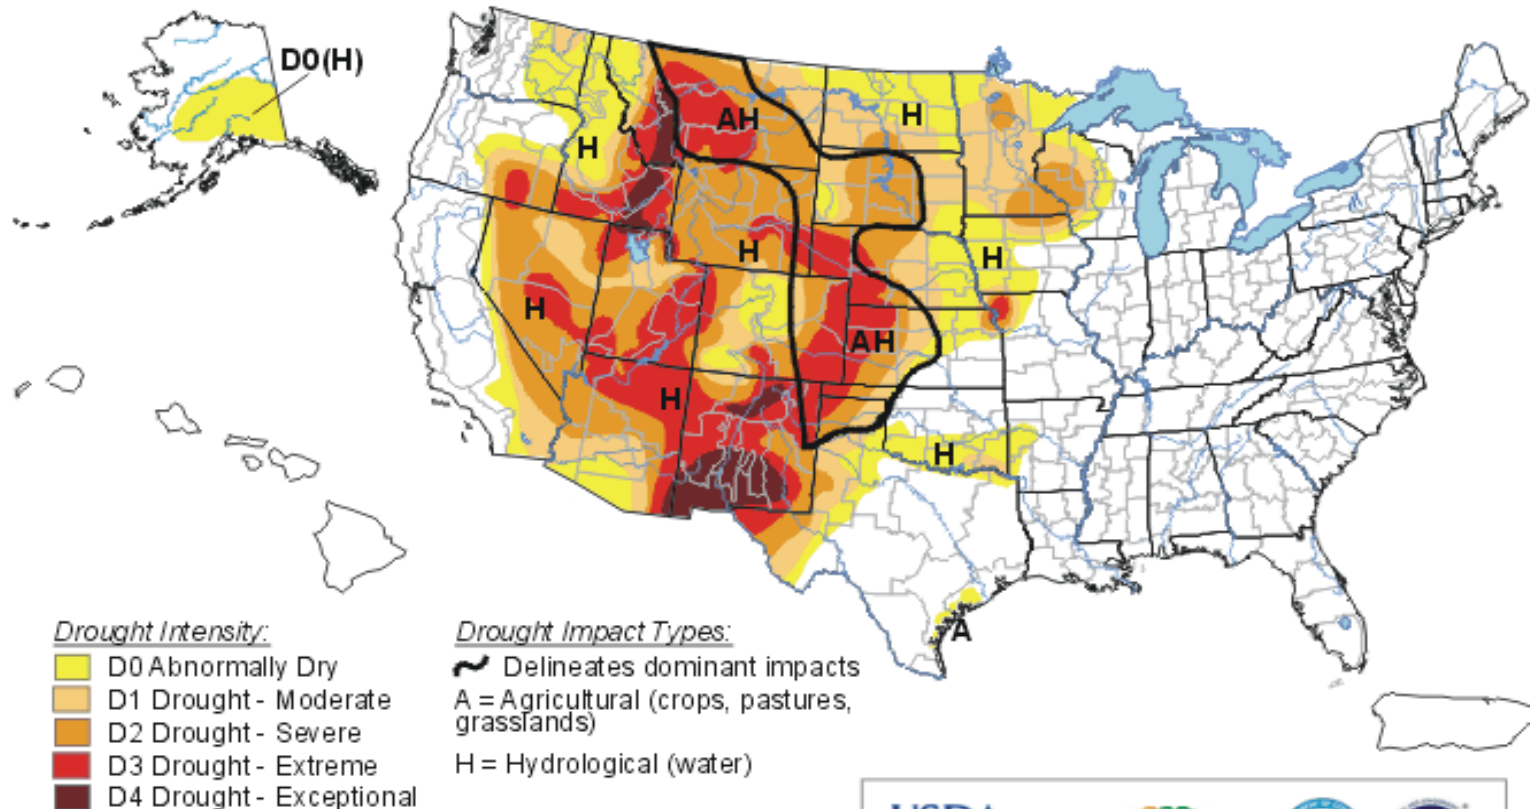 D0(H)
H
AH
H
H
H
H
AH
H
H
A
Drought Intensity:
D0 Abnormally Dry
D1 Drought - Moderate
D2 Drought - Severe
D3 Drought - Extreme
D4 Drought - Exceptional
Drought Impact Types:
Delineates dominant impacts
A = Agricultural (crops, pastures,
grasslands)
H = Hydrological (water)
USDA